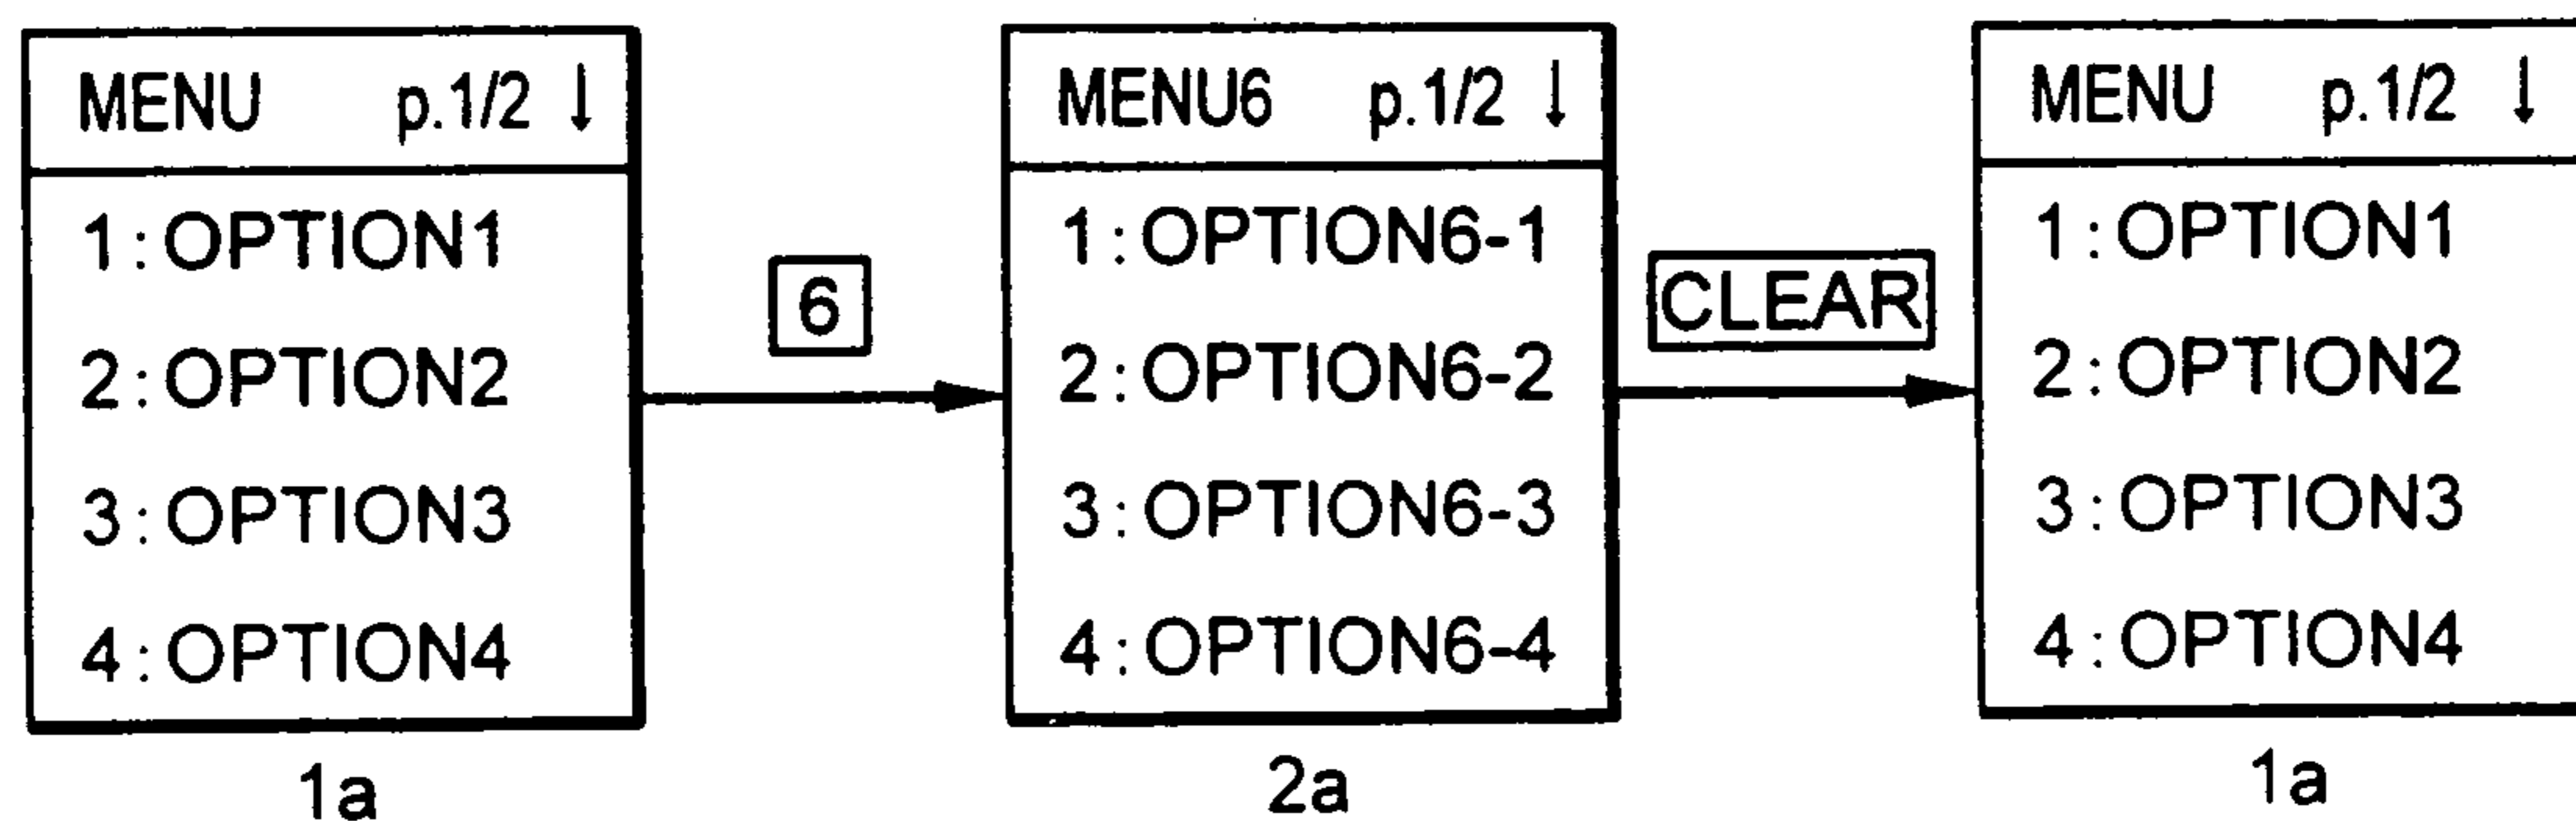 MENU p.1/2 ↓
1:OPTION1
2:OPTION2
3:OPTION3
4:OPTION4
1a
6
MENU6 p.1/2 ↓
1:OPTION6-1
2:OPTION6-2
3:OPTION6-3
4:OPTION6-4
2a
CLEAR
MENU p.1/2 ↓
1:OPTION1
2:OPTION2
3:OPTION3
4:OPTION4
1a